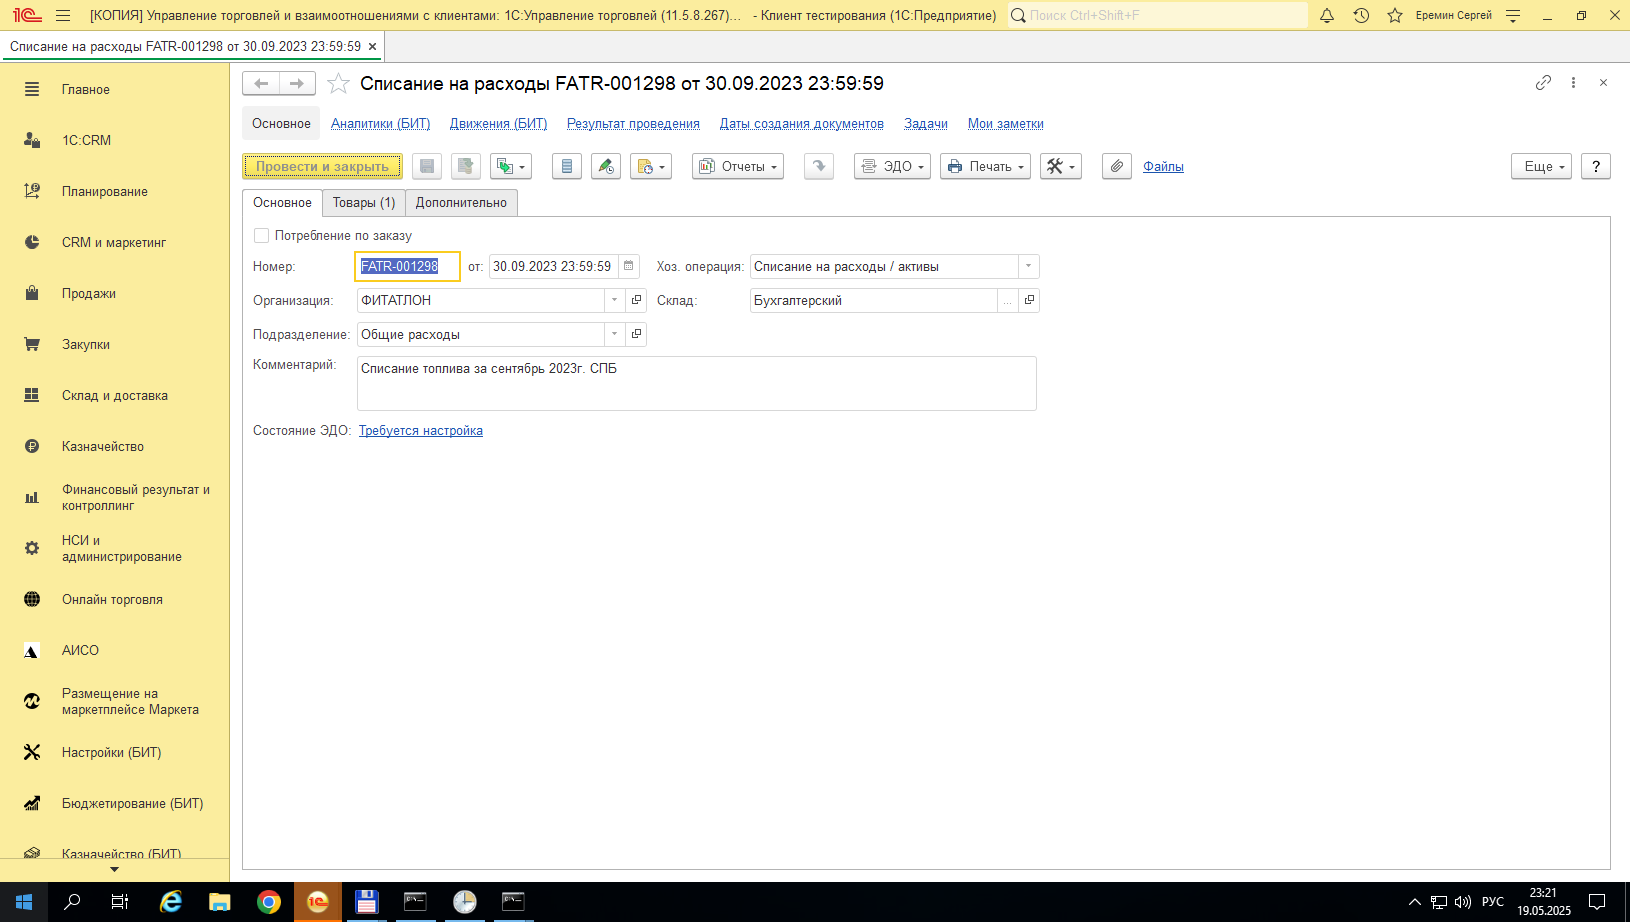 [КОПИЯ] Управление торговлей и взаимоотношениями с клиентами: 1С:Управление торговлей (11.5.8.267)... - Клиент тестирования (1С:Предприятие)
Поиск Ctrl+Shift+F
Еремин Сергей
Списание на расходы FATR-001298 от 30.09.2023 23:59:59
Главное
1С:CRM
Планирование
CRM и маркетинг
Продажи
Закупки
Склад и доставка
Казначейство
Финансовый результат и
контроллинг
НСИ и
администрирование
Онлайн торговля
АИСО
Размещение на
маркетплейсе Маркета
Настройки (БИТ)
Бюджетирование (БИТ)
Казначейство (БИТ)
Списание на расходы FATR-001298 от 30.09.2023 23:59:59
Основное Аналитики (БИТ) Движения (БИТ) Результат проведения Даты создания документов Задачи Мои заметки
Провести и закрыть Отчеты ЭДО Печать Файлы Еще ?
Основное Товары (1) Дополнительно
Потребление по заказу
Номер: FATR-001298 от: 30.09.2023 23:59:59 Хоз. операция: Списание на расходы / активы
Организация: ФИТАТЛОН Склад: Бухгалтерский ...
Подразделение: Общие расходы
Комментарий: Списание топлива за сентябрь 2023г. СПБ
Состояние ЭДО: Требуется настройка
РУС
23:21
19.05.2025